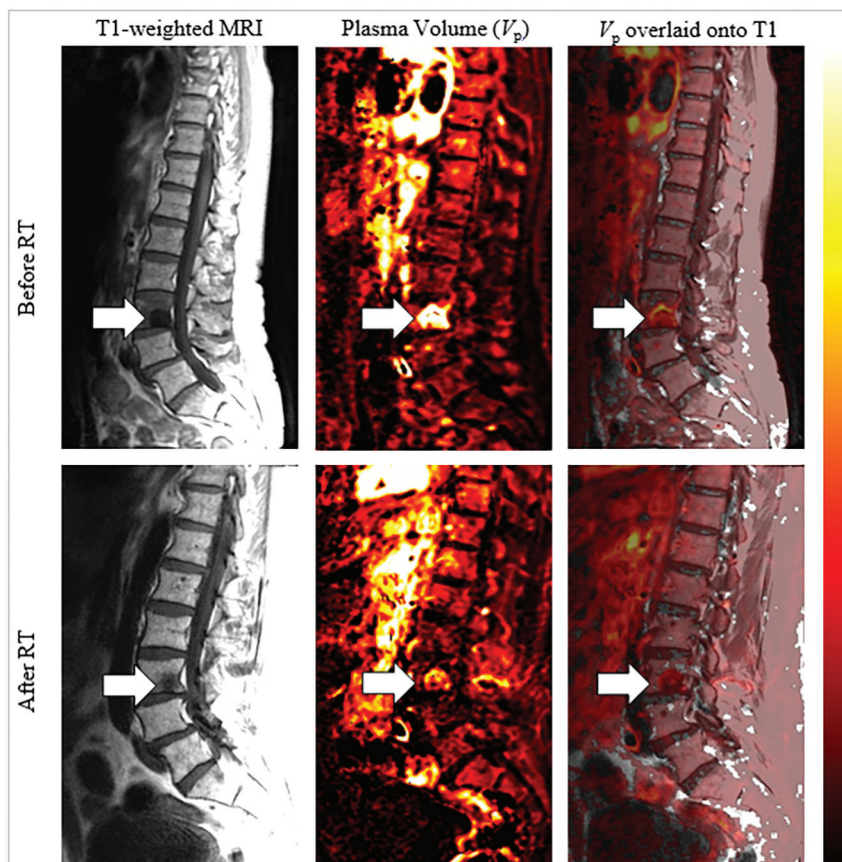 T1-weighted MRI
Plasma Volume (Vp)
Vp overlaid onto T1
Before RT
After RT